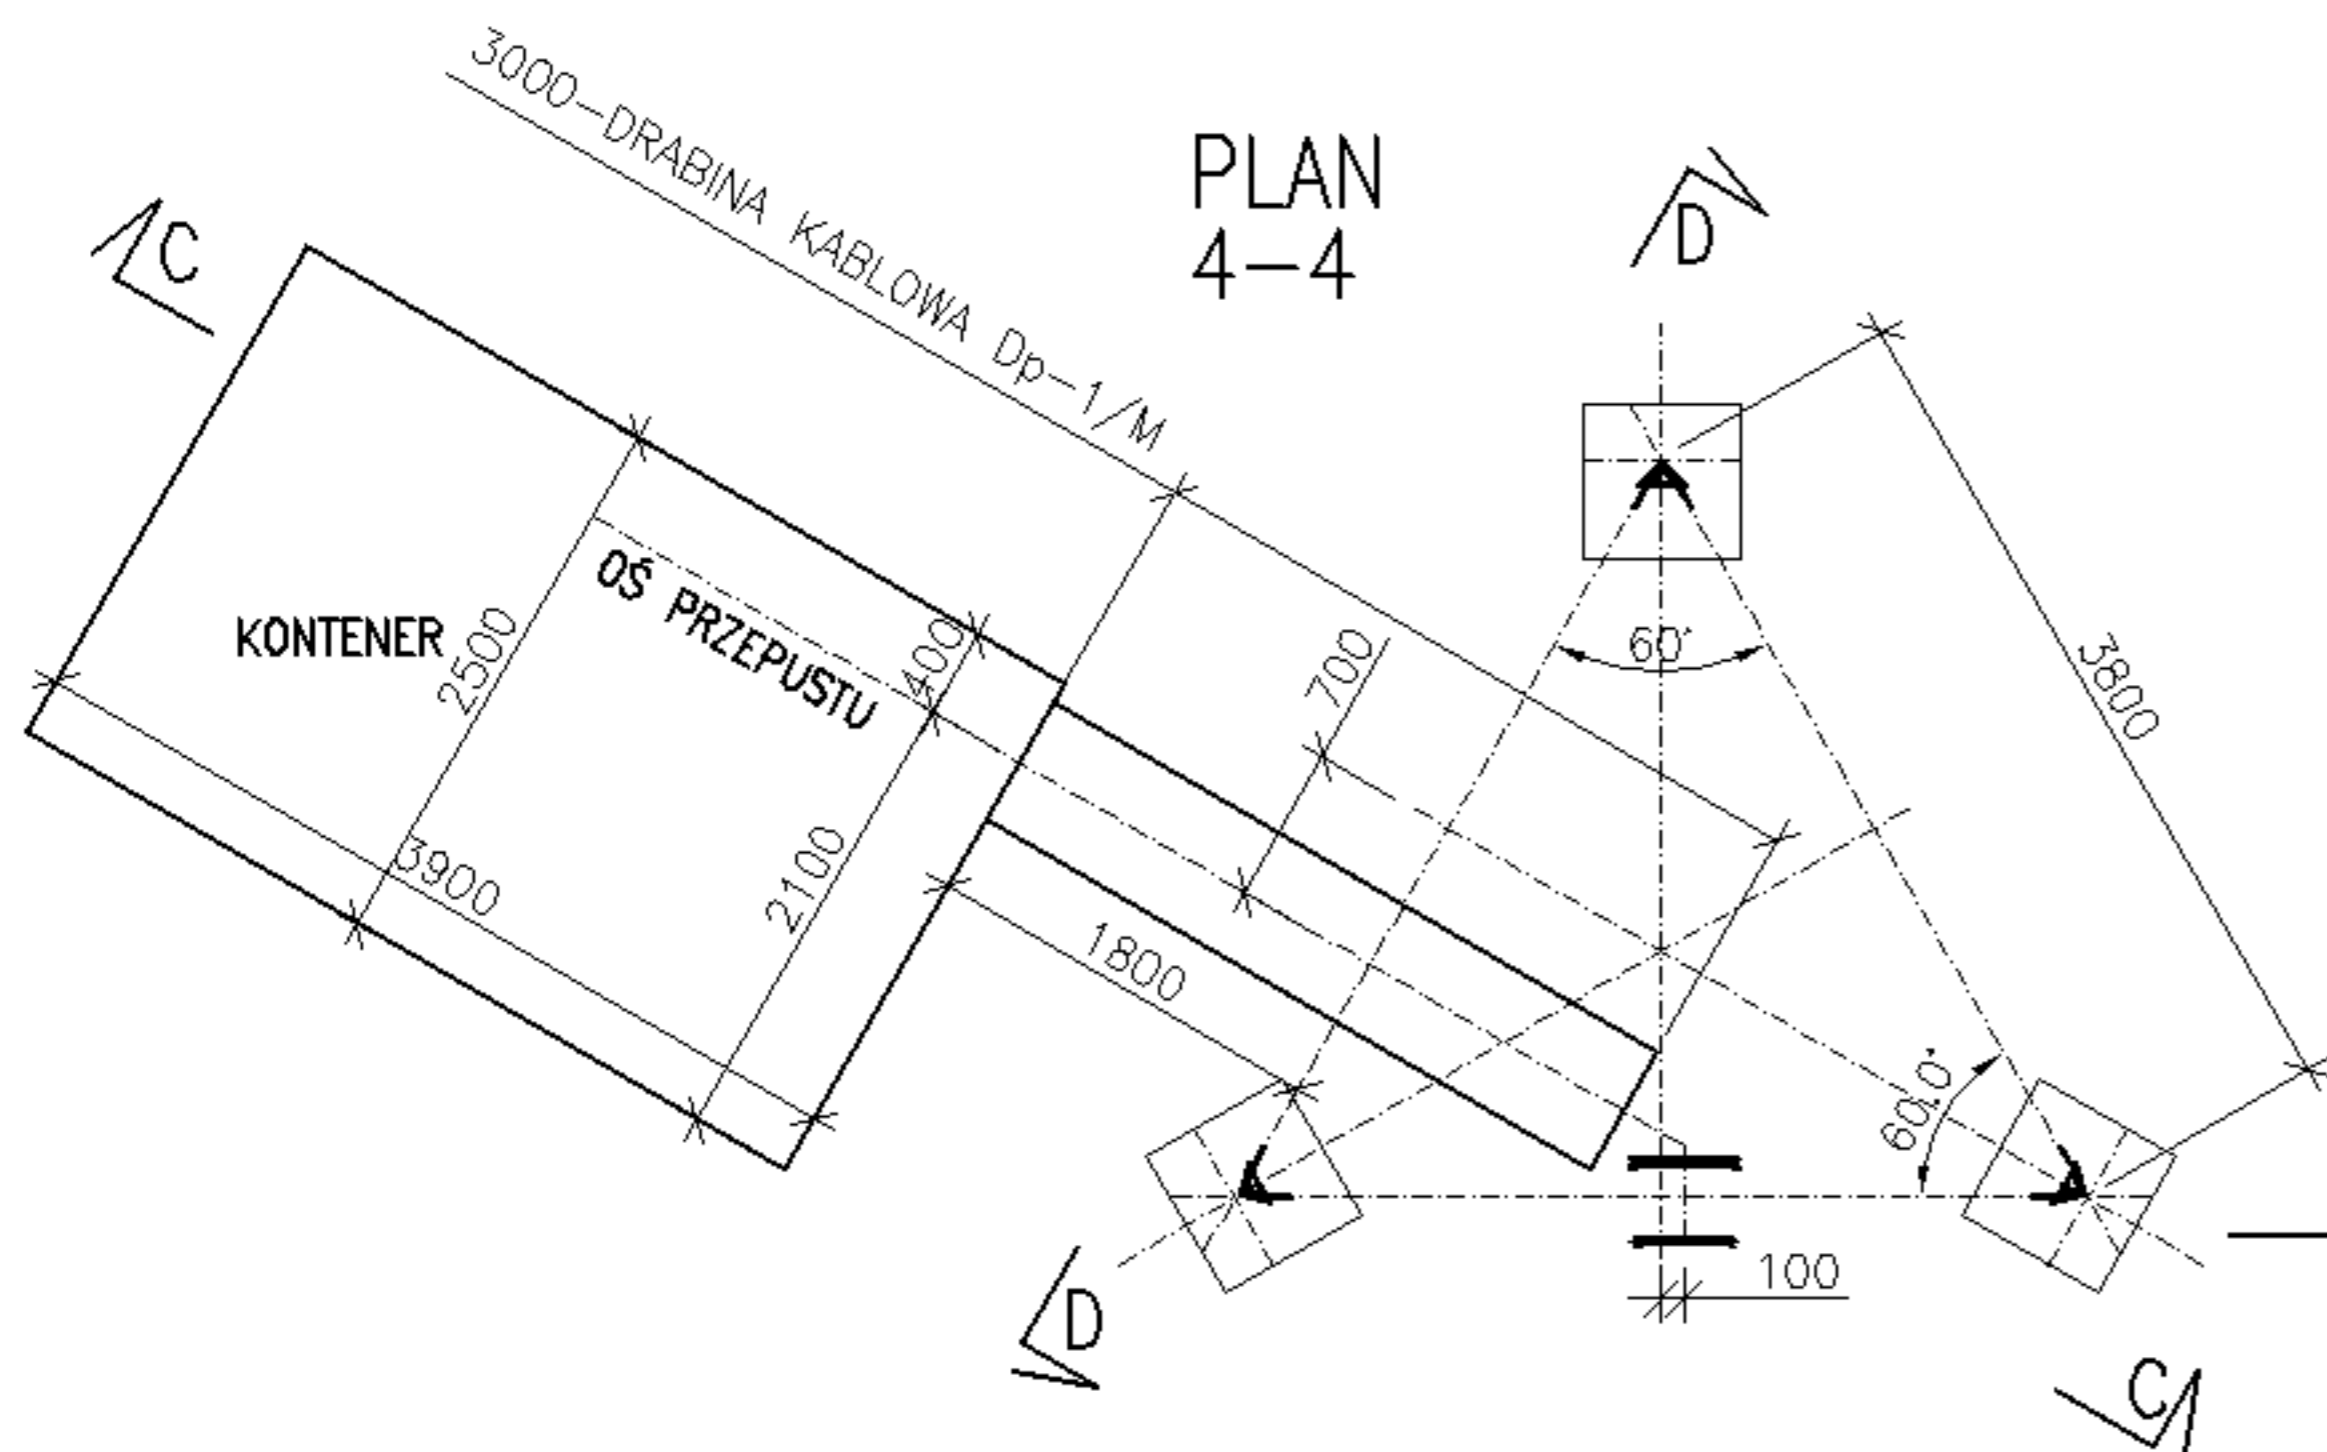 3000-DRABINA KABLOWA Dp-1/M
PLAN
4-4
C
D
KONTENER
2500
OŚ PRZEPUSTU
400
700
60°
3800
3900
2100
1800
60.0°
100
D
C